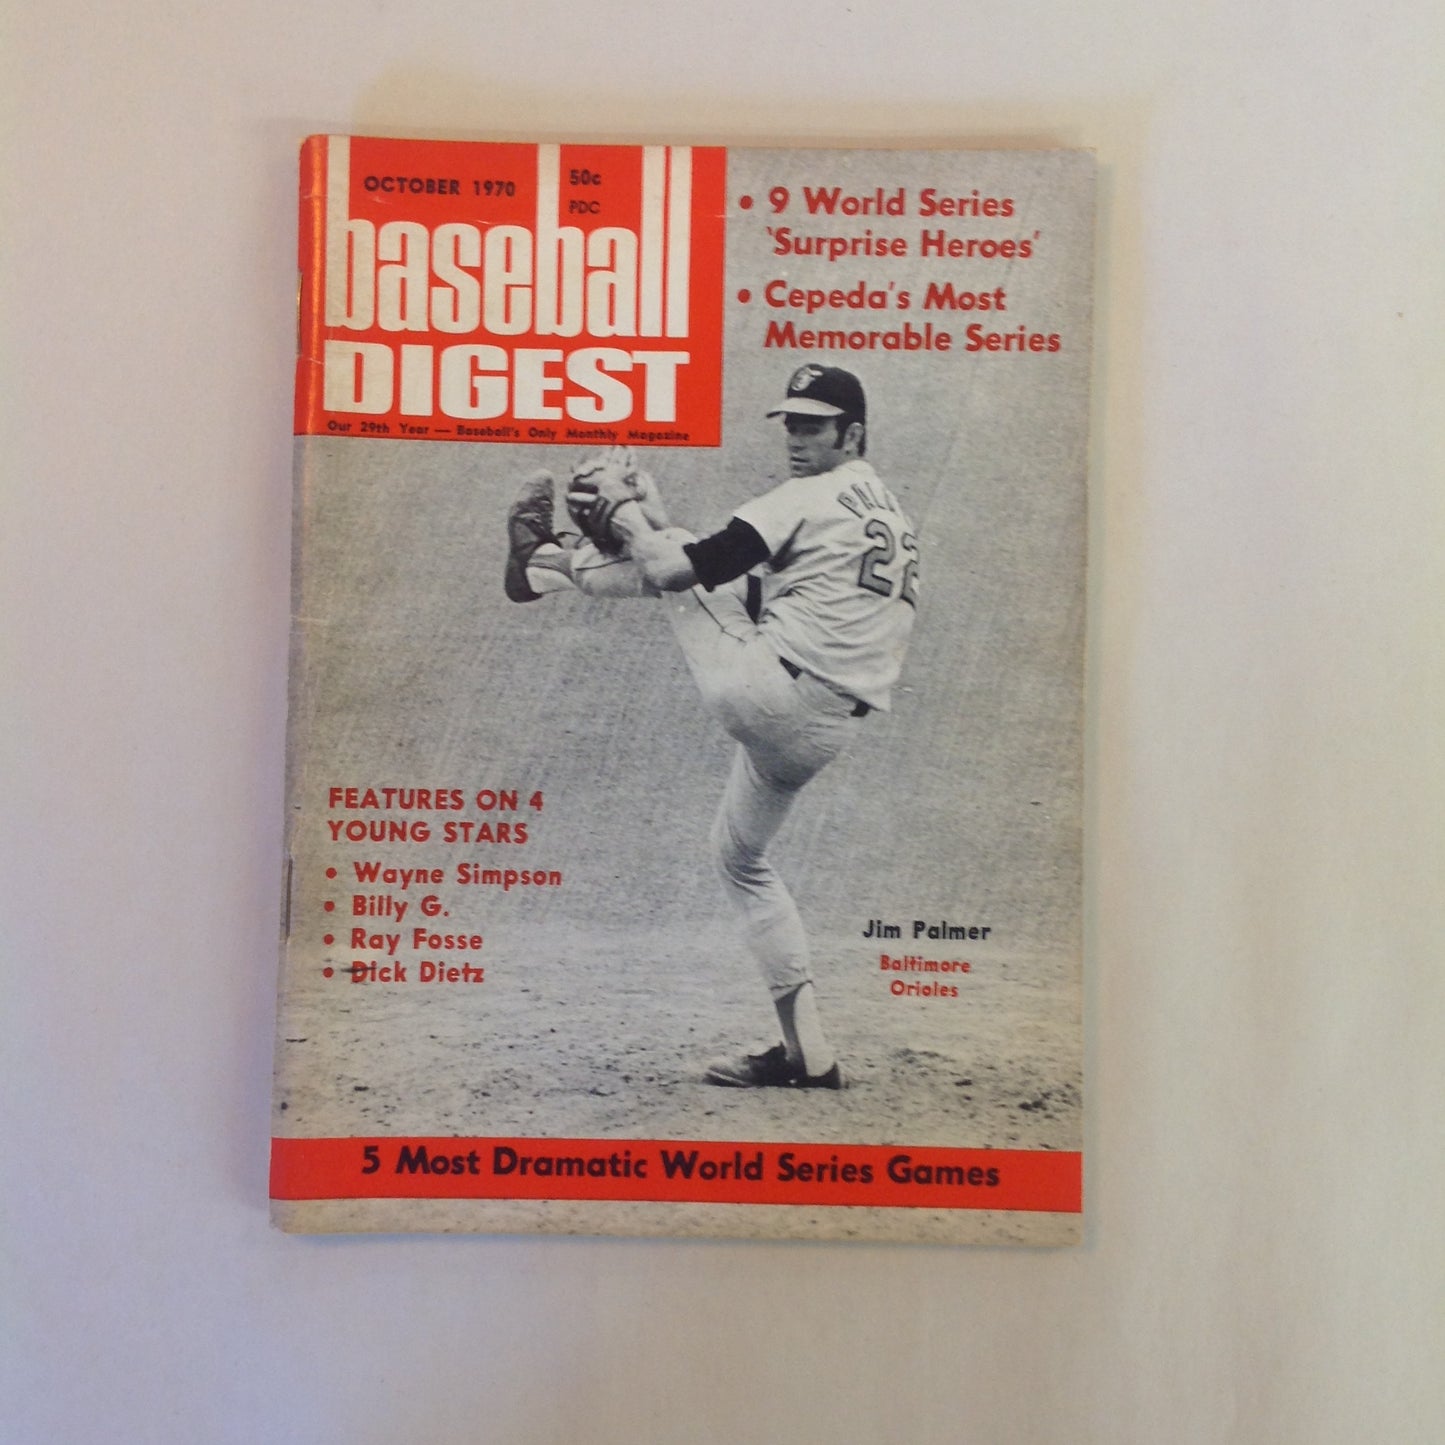 OCTOBER 1970
50c
PDC
baseball
DIGEST
Our 29th Year — Baseball's Only Monthly Magazine
• 9 World Series
'Surprise Heroes'
• Cepeda's Most
Memorable Series
22
FEATURES ON 4
YOUNG STARS
• Wayne Simpson
• Billy G.
• Ray Fosse
• Dick Dietz
Jim Palmer
Baltimore
Orioles
5 Most Dramatic World Series Games